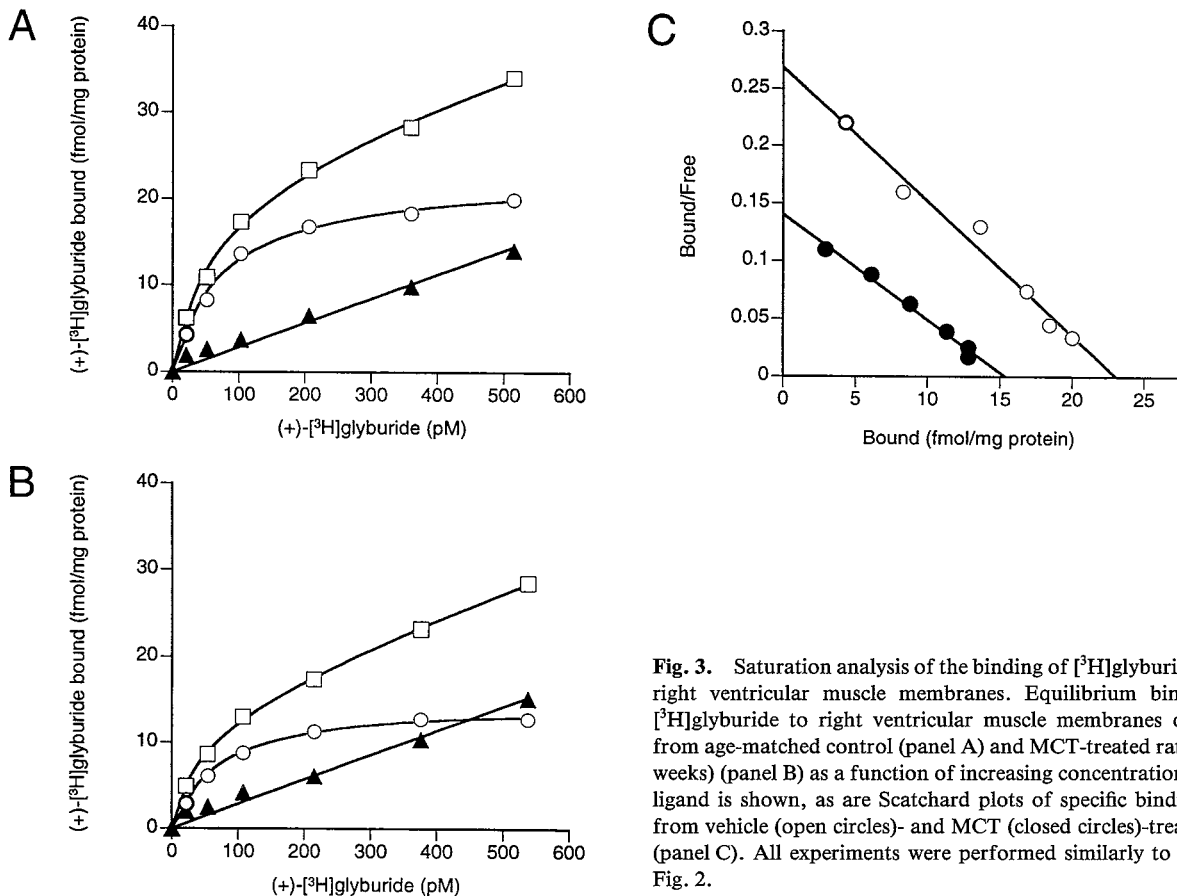 A
(+)-[³H]glyburide bound (fmol/mg protein)
40
30
20
10
0
0 100 200 300 400 500 600
(+)-[³H]glyburide (pM)
B
(+)-[³H]glyburide bound (fmol/mg protein)
40
30
20
10
0
0 100 200 300 400 500 600
(+)-[³H]glyburide (pM)
C
Bound/Free
0.3
0.25
0.2
0.15
0.1
0.05
0
0 5 10 15 20 25
Bound (fmol/mg protein)
Fig. 3. Saturation analysis of the binding of [³H]glyburi
right ventricular muscle membranes. Equilibrium bin
[³H]glyburide to right ventricular muscle membranes
from age-matched control (panel A) and MCT-treated ra
weeks) (panel B) as a function of increasing concentration
ligand is shown, as are Scatchard plots of specific bindi
from vehicle (open circles)- and MCT (closed circles)-trea
(panel C). All experiments were performed similarly to
Fig. 2.